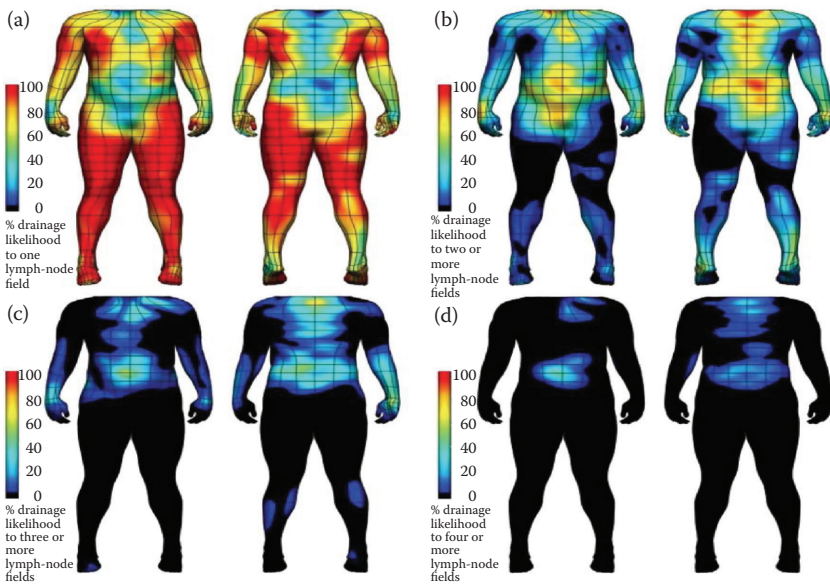 (a)
100
80
60
40
20
0
% drainage
likelihood
to one
lymph-node
field
(b)
100
80
60
40
20
0
% drainage
likelihood
to two or
more
lymph-node
fields
(c)
100
80
60
40
20
0
% drainage
likelihood
to three or
more
lymph-node
fields
(d)
100
80
60
40
20
0
% drainage
likelihood
to four or
more
lymph-node
fields